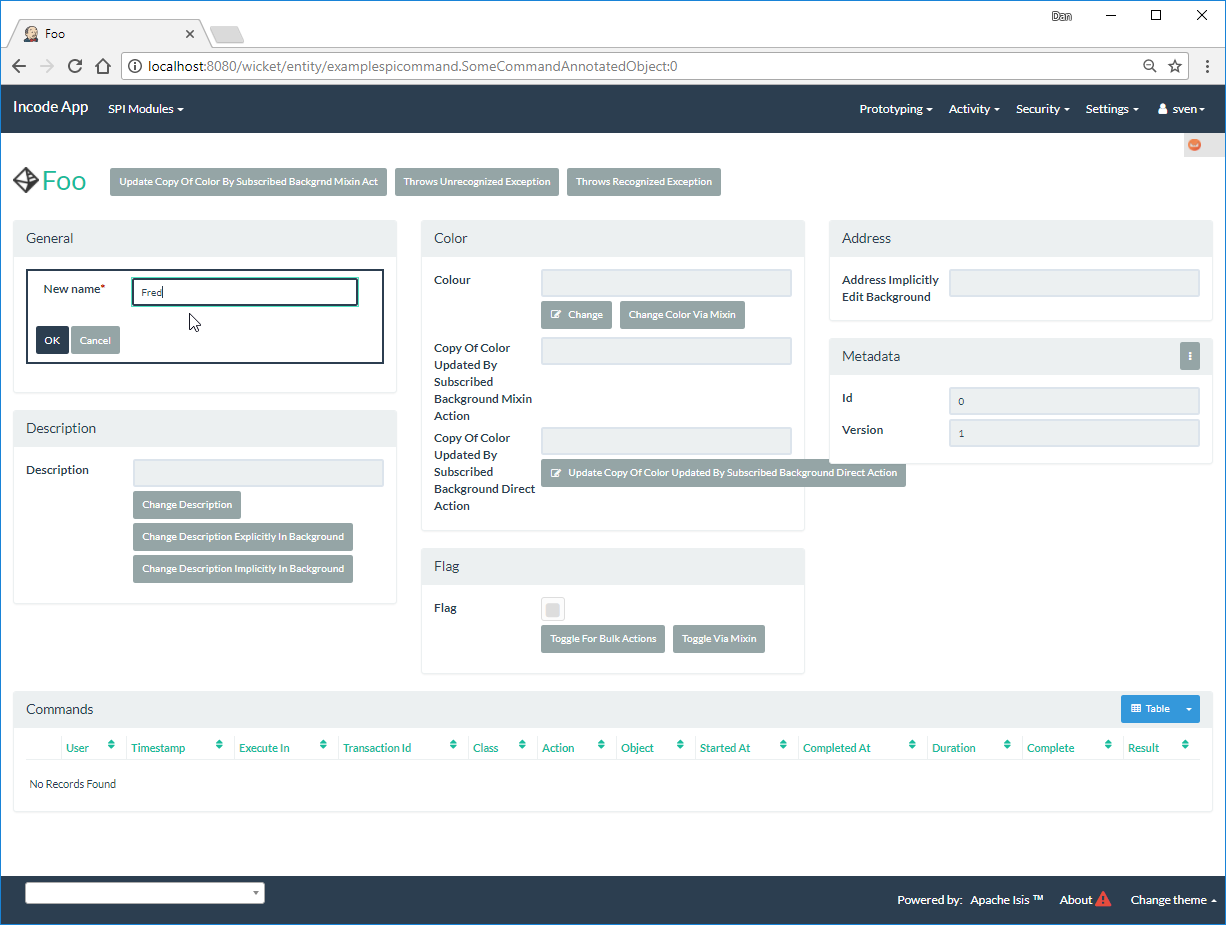 Foo
Dan
localhost:8080/wicket/entity/examplespicommand.SomeCommandAnnotatedObject:0
Incode App SPI Modules Prototyping Activity Security Settings sven
Foo Update Copy Of Color By Subscribed Backgrnd Mixin Act Throws Unrecognized Exception Throws Recognized Exception
General
New name* Fred
OK Cancel
Description
Description
Change Description
Change Description Explicitly In Background
Change Description Implicitly In Background
Color
Colour
Change Change Color Via Mixin
Copy Of Color
Updated By
Subscribed
Background Mixin
Action
Copy Of Color
Updated By
Subscribed
Background Direct
Action
Update Copy Of Color Updated By Subscribed Background Direct Action
Flag
Flag
Toggle For Bulk Actions Toggle Via Mixin
Address
Address Implicitly
Edit Background
Metadata
Id 0
Version 1
Commands Table
User Timestamp Execute In Transaction Id Class Action Object Started At Completed At Duration Complete Result
No Records Found
Powered by: Apache Isis ™ About Change theme